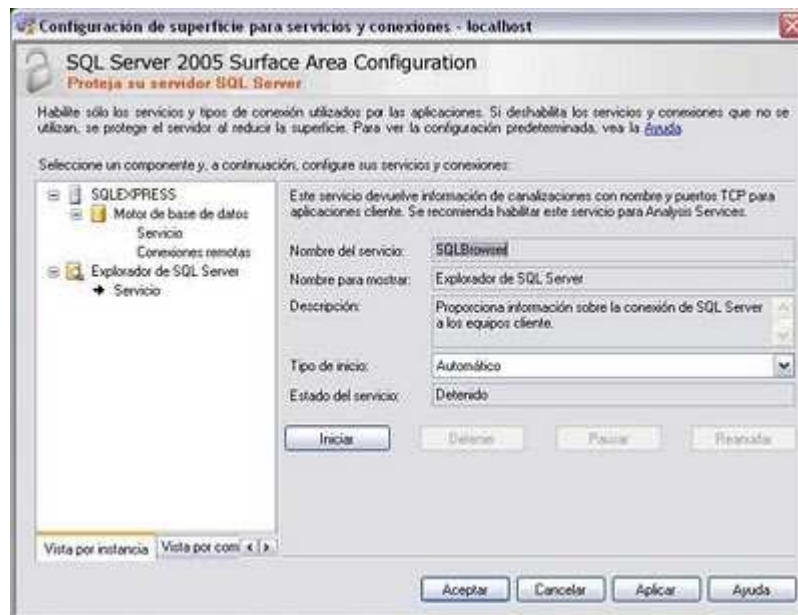 Configuración de superficie para servicios y conexiones - localhost
SQL Server 2005 Surface Area Configuration
Proteja su servidor SQL Server
Habilite sólo los servicios y tipos de conexión utilizados por las aplicaciones. Si deshabilita los servicios y conexiones que no se
utilizan, se protege el servidor al reducir la superficie. Para ver la configuración predeterminada, vea la Ayuda
Seleccione un componente y, a continuación, configure sus servicios y conexiones:
SQLEXPRESS
Motor de base de datos
Servicio
Conexiones remotas
Explorador de SQL Server
Servicio
Vista por instancia
Vista por com
Este servicio devuelve información de canalizaciones con nombre y puertos TCP para
aplicaciones cliente. Se recomienda habilitar este servicio para Analysis Services.
Nombre del servicio: SQLBrowser
Nombre para mostrar: Explorador de SQL Server
Descripción: Proporciona información sobre la conexión de SQL Server
a los equipos cliente.
Tipo de inicio: Automático
Estado del servicio: Detenido
Iniciar Detener Pausar Reanudar
Aceptar Cancelar Aplicar Ayuda